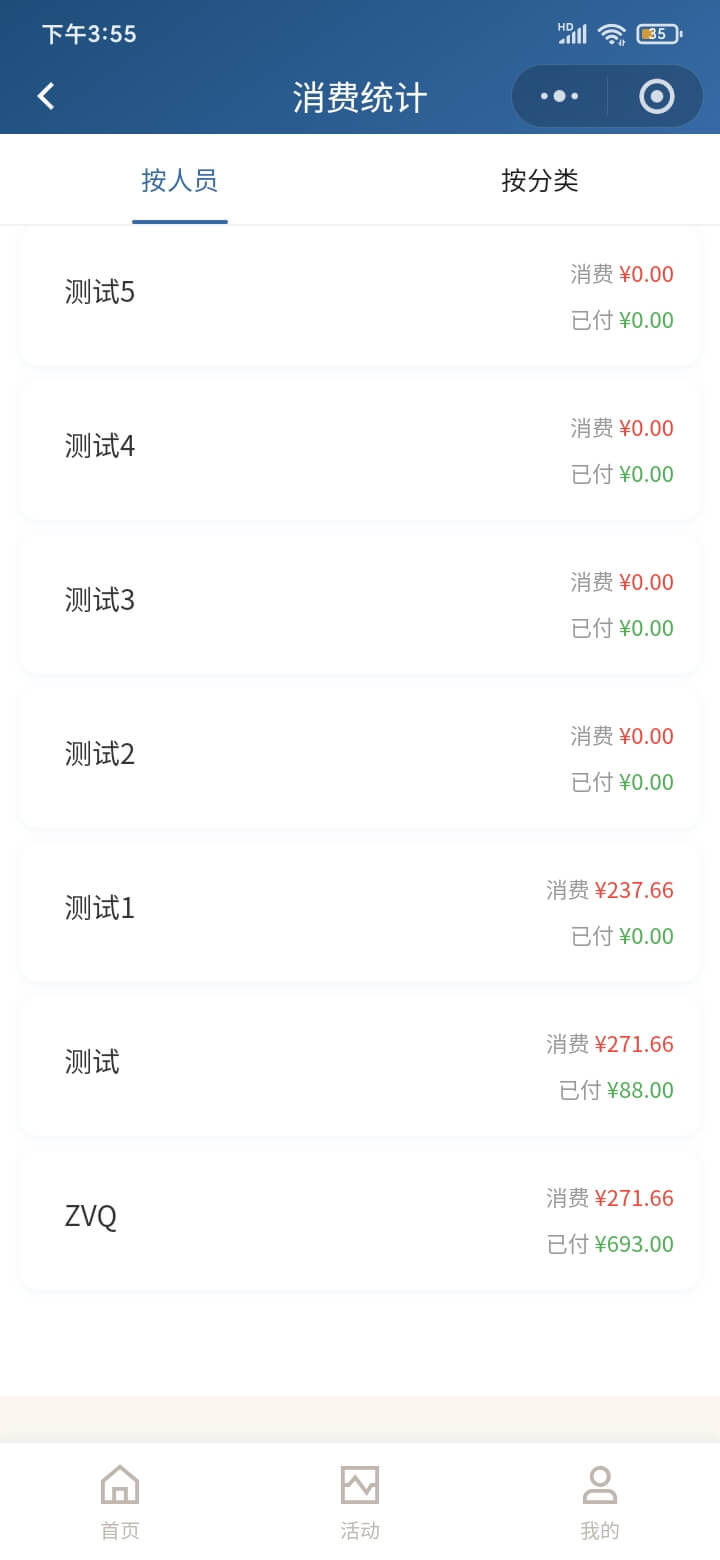 下午3:55
HD
35
消费统计
按人员
按分类
测试5
消费 ¥0.00
已付 ¥0.00
测试4
消费 ¥0.00
已付 ¥0.00
测试3
消费 ¥0.00
已付 ¥0.00
测试2
消费 ¥0.00
已付 ¥0.00
测试1
消费 ¥237.66
已付 ¥0.00
测试
消费 ¥271.66
已付 ¥88.00
ZVQ
消费 ¥271.66
已付 ¥693.00
首页
活动
我的